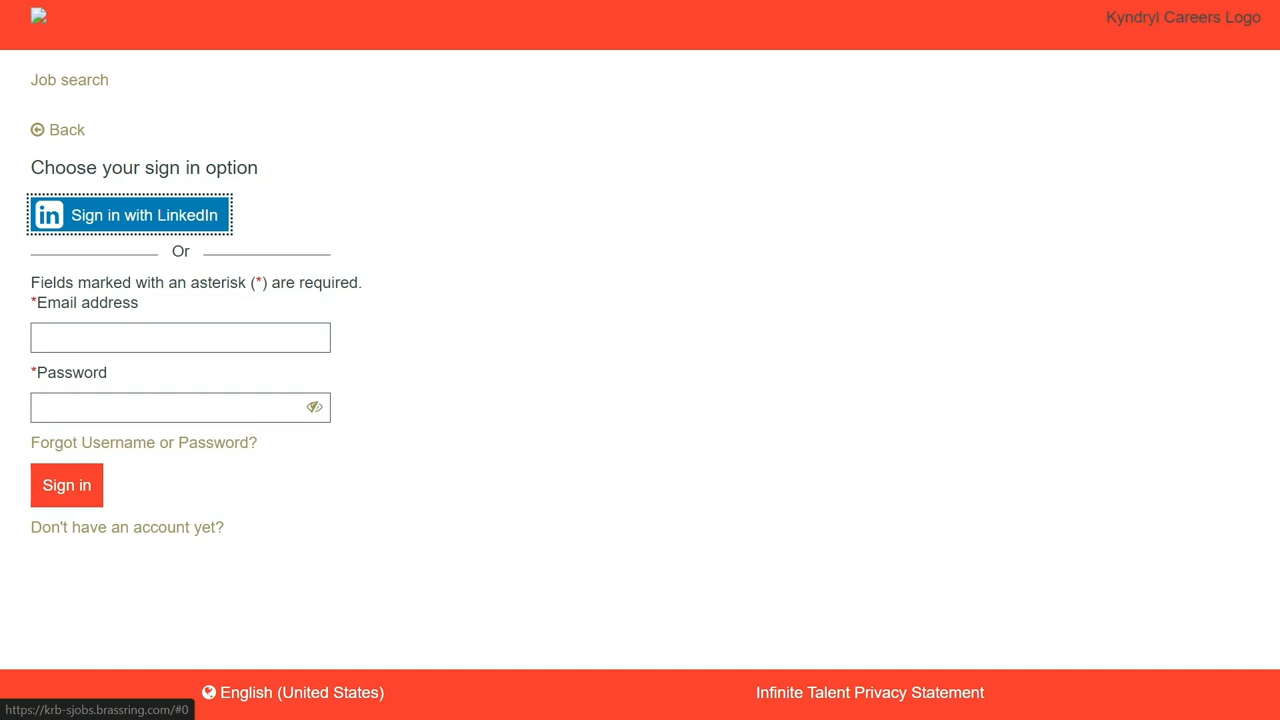 Kyndryl Careers Logo
Job search
Back
Choose your sign in option
in Sign in with LinkedIn
Or
Fields marked with an asterisk (*) are required.
*Email address
*Password
Forgot Username or Password?
Sign in
Don't have an account yet?
English (United States)
Infinite Talent Privacy Statement
https://krb-sjobs.brassring.com/#0